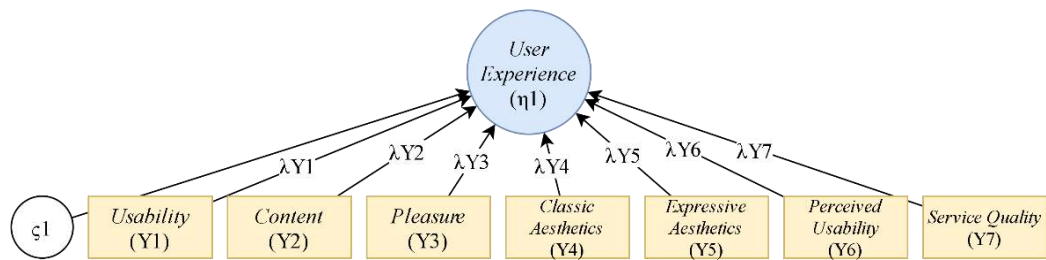 User
Experience
(η1)
λY1
λY2
λY3
λY4
λY5
λY6
λY7
ς1
Usability
(Y1)
Content
(Y2)
Pleasure
(Y3)
Classic
Aesthetics
(Y4)
Expressive
Aesthetics
(Y5)
Perceived
Usability
(Y6)
Service Quality
(Y7)